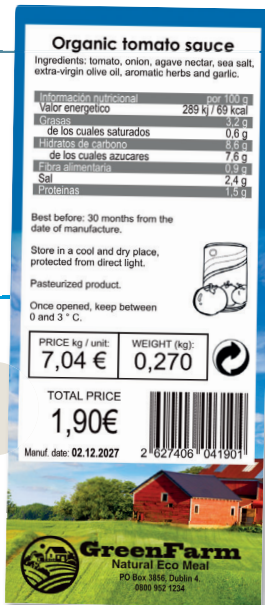 Organic tomato sauce
Ingredients: tomato, onion, agave nectar, sea salt,
extra-virgin olive oil, aromatic herbs and garlic.
Información nutricional por 100 g
Valor energetico 289 kj / 69 kcal
Grasas 3,2 g
de los cuales saturados 0,6 g
Hidratos de carbono 8,6 g
de los cuales azucares 7,6 g
Fibra alimentaria 0,9 g
Sal 2,4 g
Proteinas 1,5 g
Best before: 30 months from the
date of manufacture.
Store in a cool and dry place,
protected from direct light.
Pasteurized product.
Once opened, keep between
0 and 3 ° C.
PRICE kg / unit: WEIGHT (kg):
7,04 € 0,270
TOTAL PRICE
1,90€
Manuf. date: 02.12.2027 2 627406 041901
GreenFarm
Natural Eco Meal
PO Box 3856, Dublin 4.
0800 952 1234